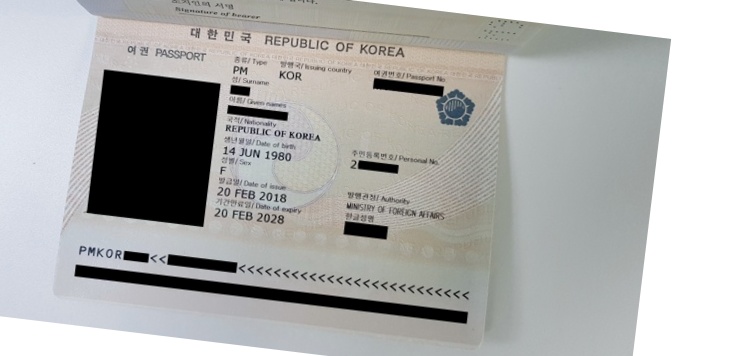 소지인의 서명
Signature of bearer
대 한 민 국 REPUBLIC OF KOREA
여 권 PASSPORT
종류/ Type 발행국/ Issuing country 여권번호/ Passport No.
PM KOR
성/ Surname
이름/ Given names
국적/ Nationality
REPUBLIC OF KOREA
생년월일/ Date of birth 주민등록번호/ Personal No.
14 JUN 1980 2
성별/ Sex
F
발급일/ Date of issue 발행관청/ Authority
20 FEB 2018 MINISTRY OF FOREIGN AFFAIRS
기간만료일/ Date of expiry 한글성명
20 FEB 2028
PMKOR<<<<<<<<<<<<<<<<<<<<<<<<<<<<<